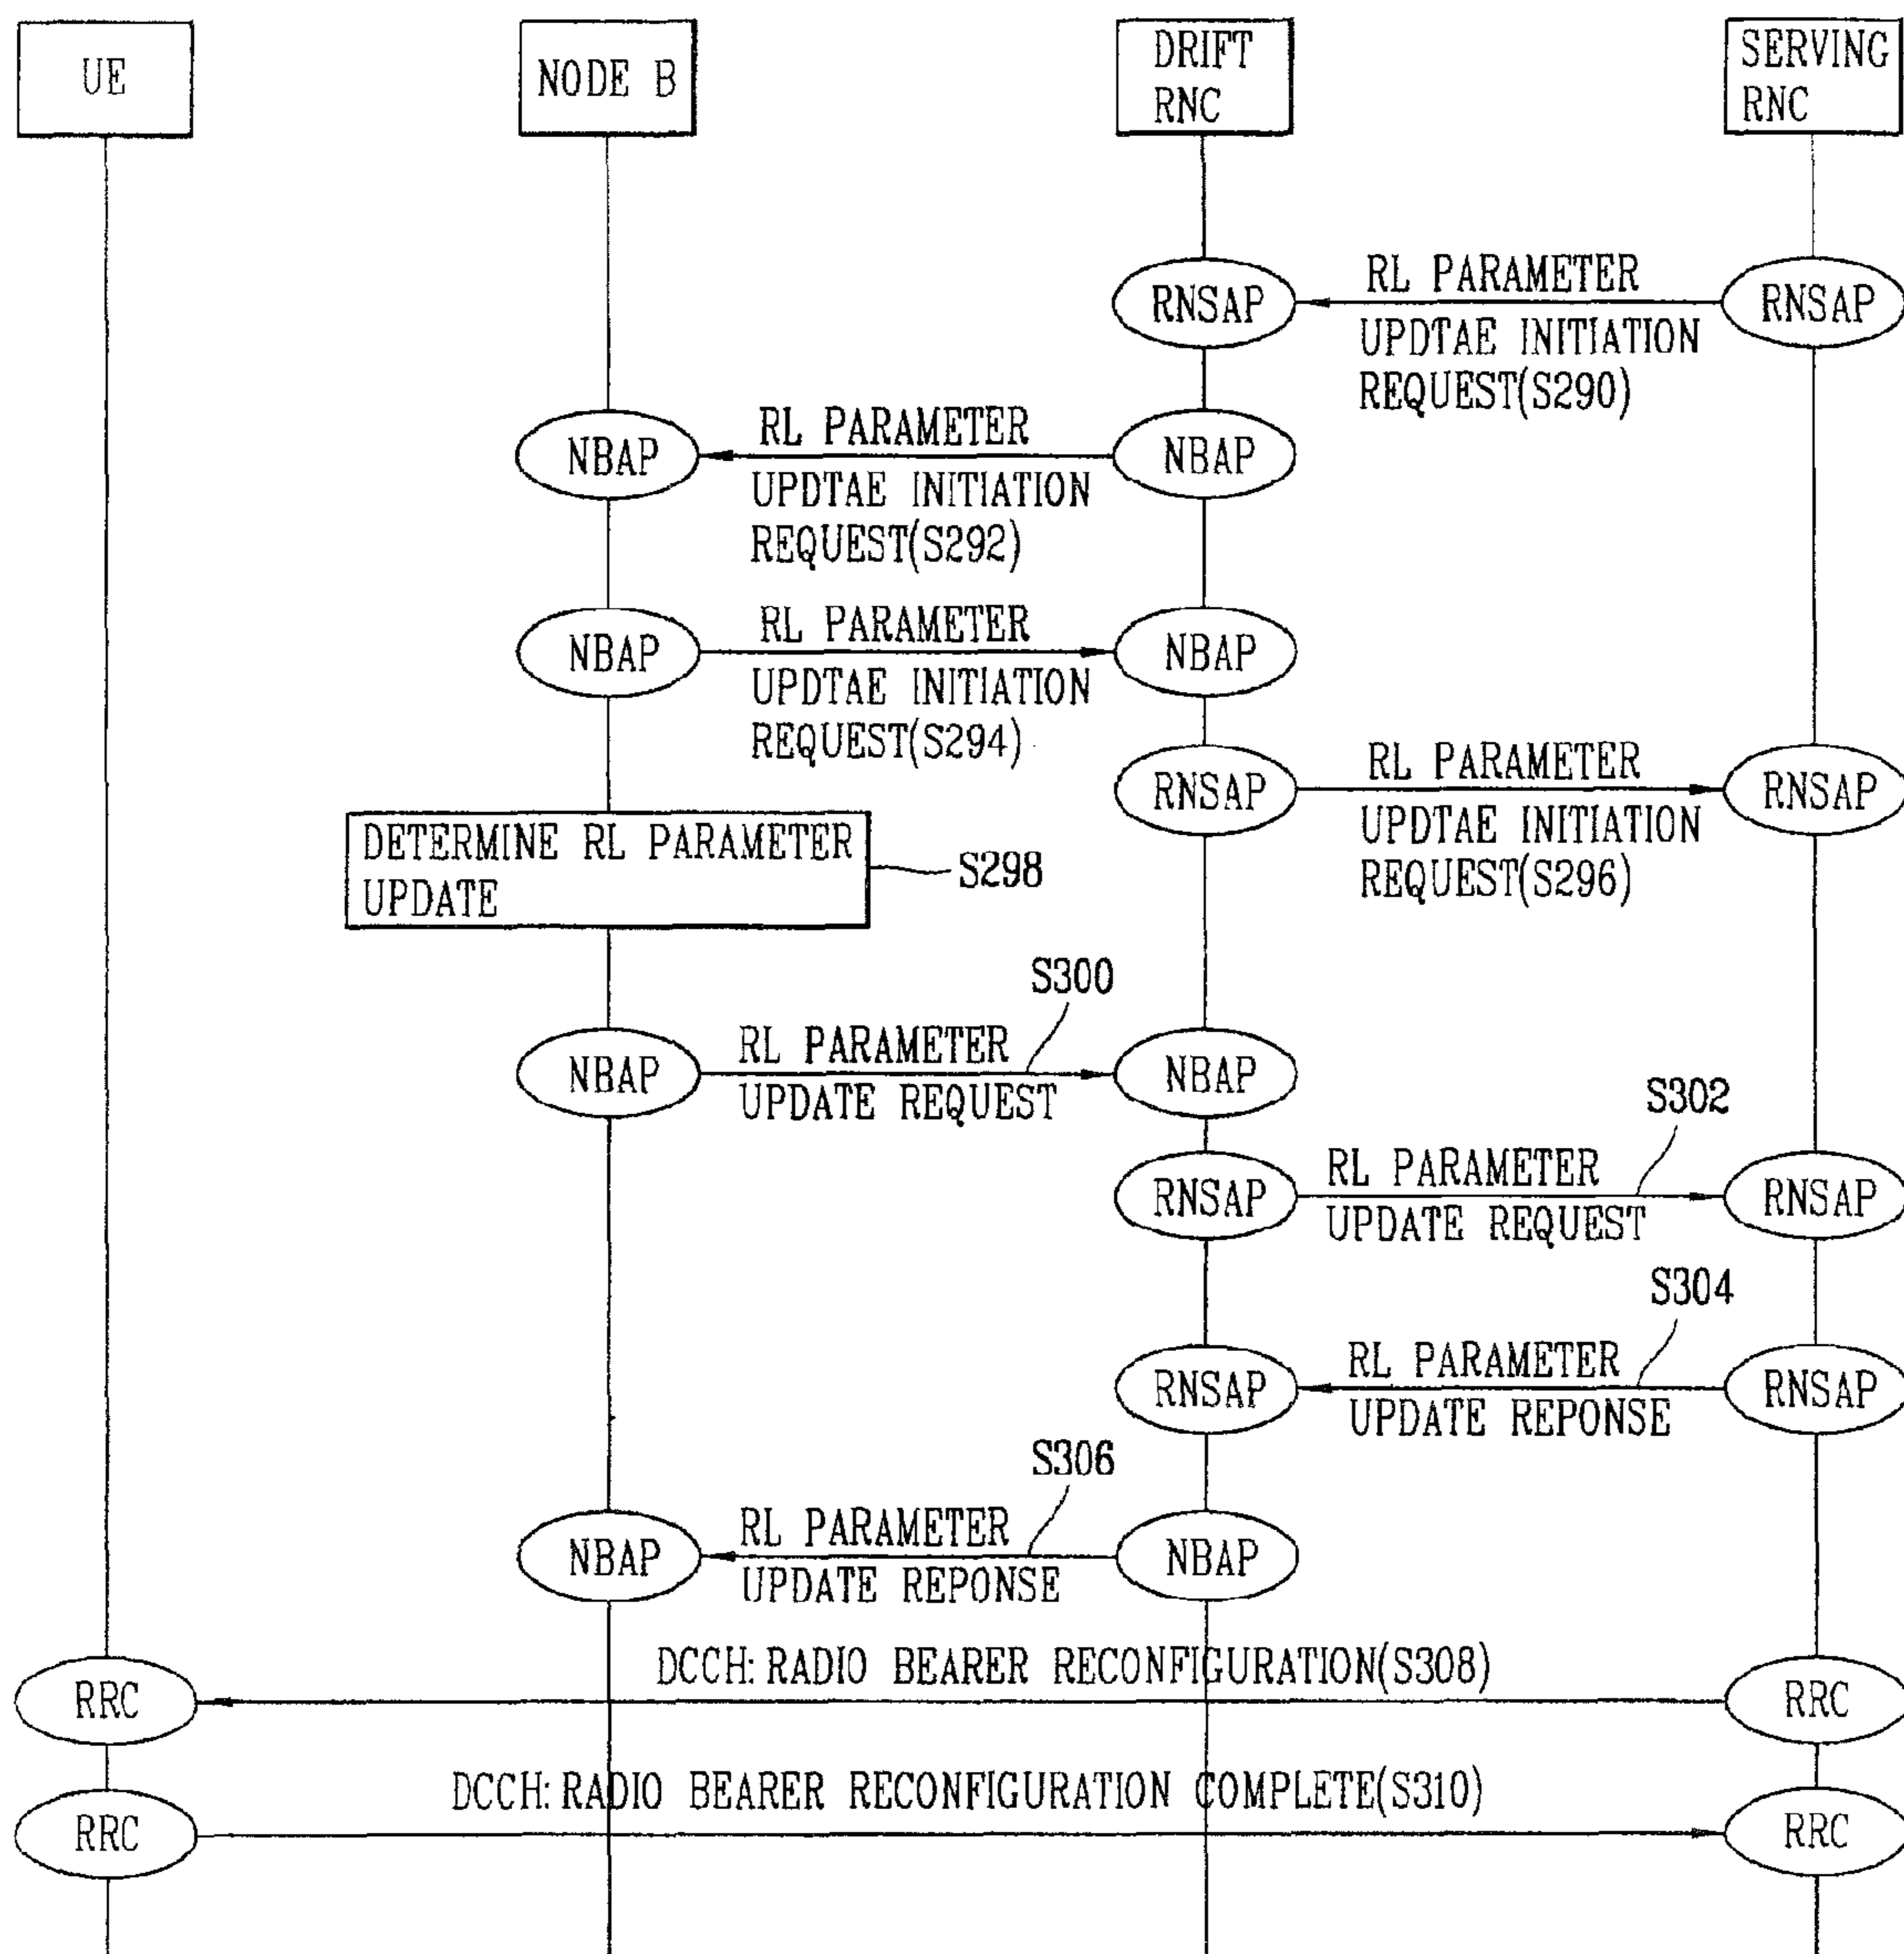 UE
NODE B
DRIFT
RNC
SERVING
RNC
RNSAP
RL PARAMETER
UPDTAE INITIATION
REQUEST(S290)
RNSAP
NBAP
RL PARAMETER
UPDTAE INITIATION
REQUEST(S292)
NBAP
NBAP
RL PARAMETER
UPDTAE INITIATION
REQUEST(S294)
NBAP
RNSAP
RL PARAMETER
UPDTAE INITIATION
REQUEST(S296)
RNSAP
DETERMINE RL PARAMETER
UPDATE
S298
S300
NBAP
RL PARAMETER
UPDATE REQUEST
NBAP
S302
RNSAP
RL PARAMETER
UPDATE REQUEST
RNSAP
S304
RNSAP
RL PARAMETER
UPDATE REPONSE
RNSAP
S306
NBAP
RL PARAMETER
UPDATE REPONSE
NBAP
DCCH: RADIO BEARER RECONFIGURATION(S308)
RRC
RRC
DCCH: RADIO BEARER RECONFIGURATION COMPLETE(S310)
RRC
RRC